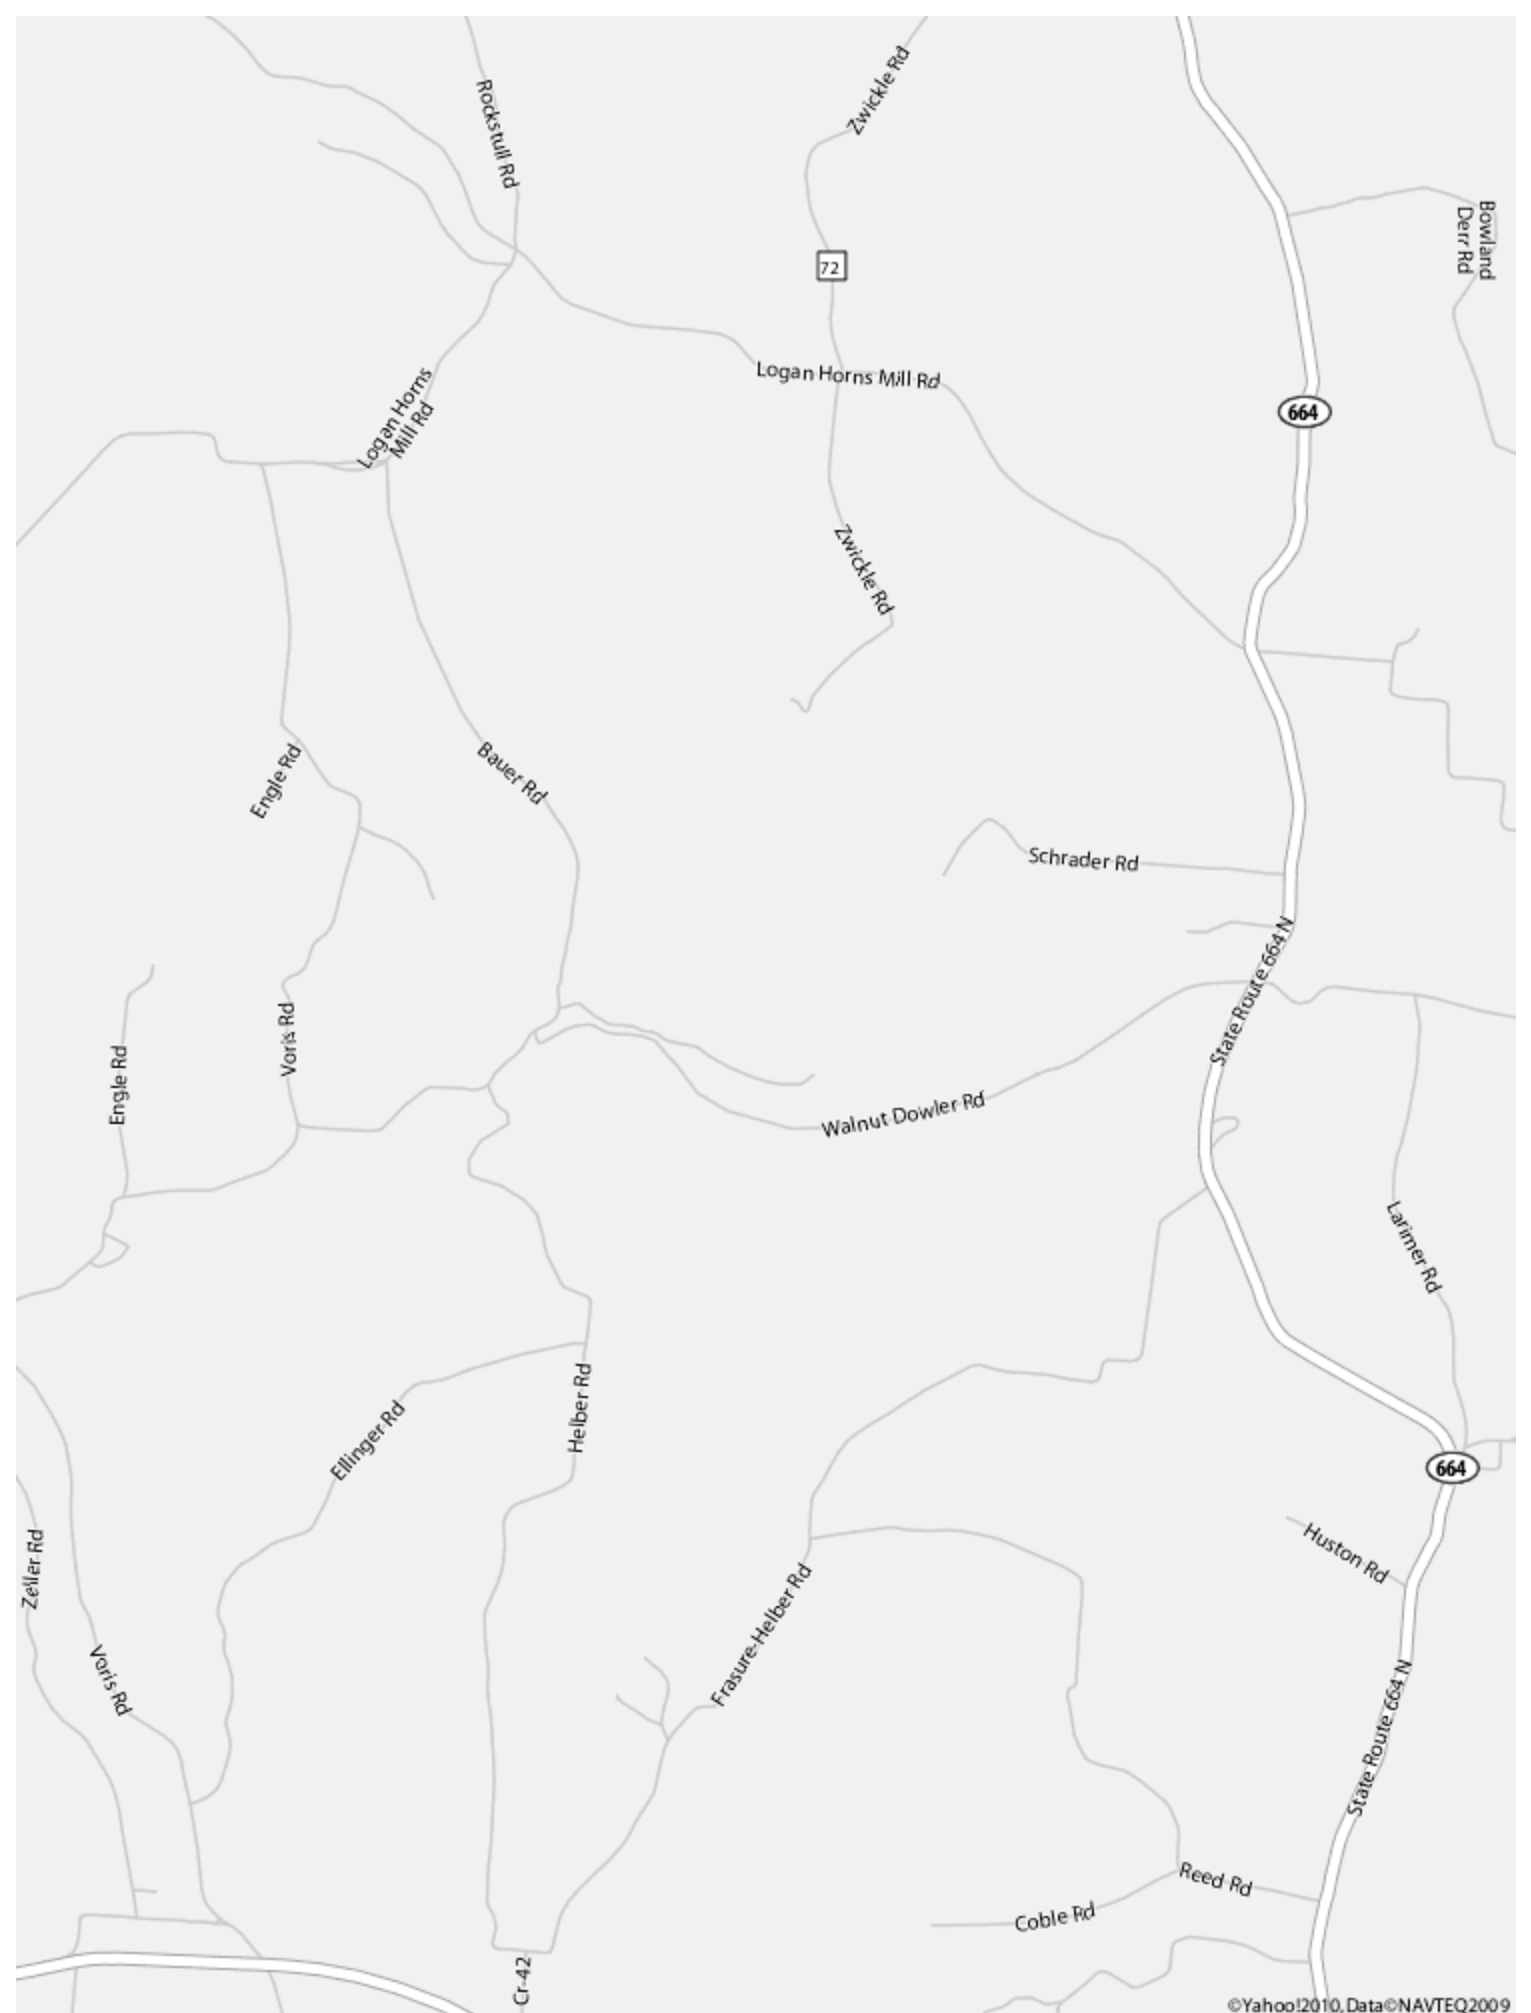 Zwickle Rd
Rockstull Rd
Bowland
Derr Rd
72
Logan Horns Mill Rd
Logan Horns
Mill Rd
664
Zwickle Rd
Engle Rd
Bauer Rd
Schrader Rd
State Route 664 N
Voris Rd
Engle Rd
Walnut Dowler Rd
Larimer Rd
Helber Rd
Ellinger Rd
664
Huston Rd
Zeller Rd
Frasure-Helber Rd
Voris Rd
State Route 664 N
Reed Rd
Coble Rd
Cr-42
©Yahoo!2010, Data©NAVTEQ2009